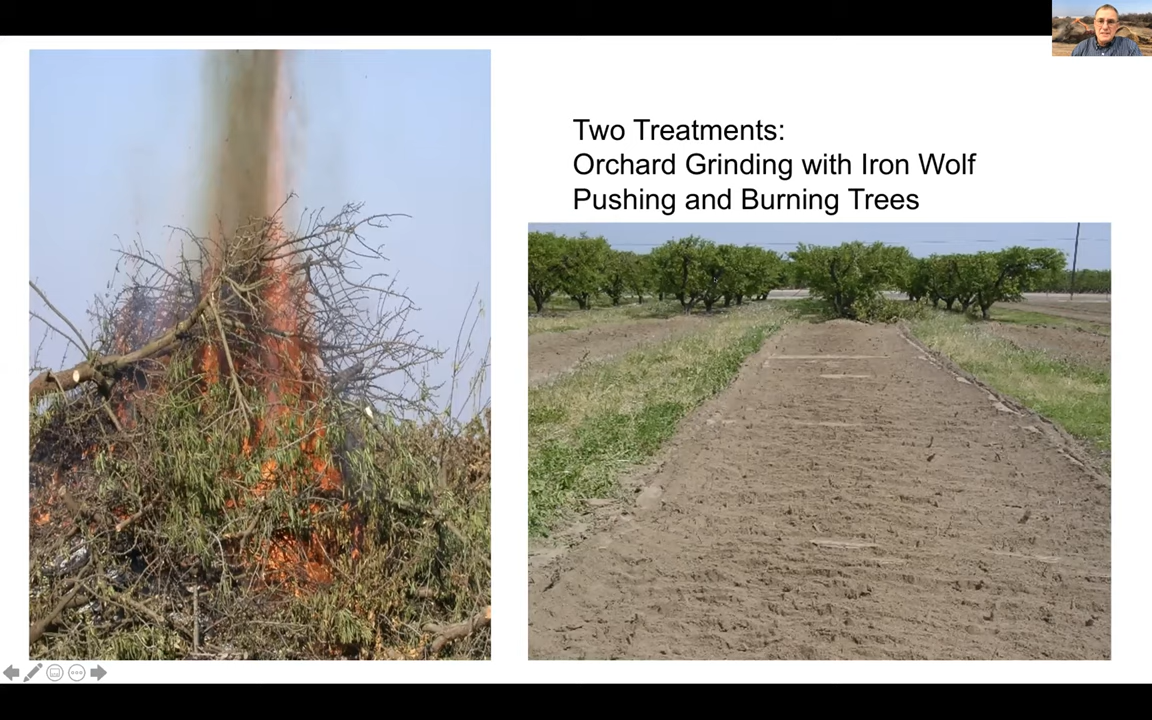 Two Treatments:
Orchard Grinding with Iron Wolf
Pushing and Burning Trees